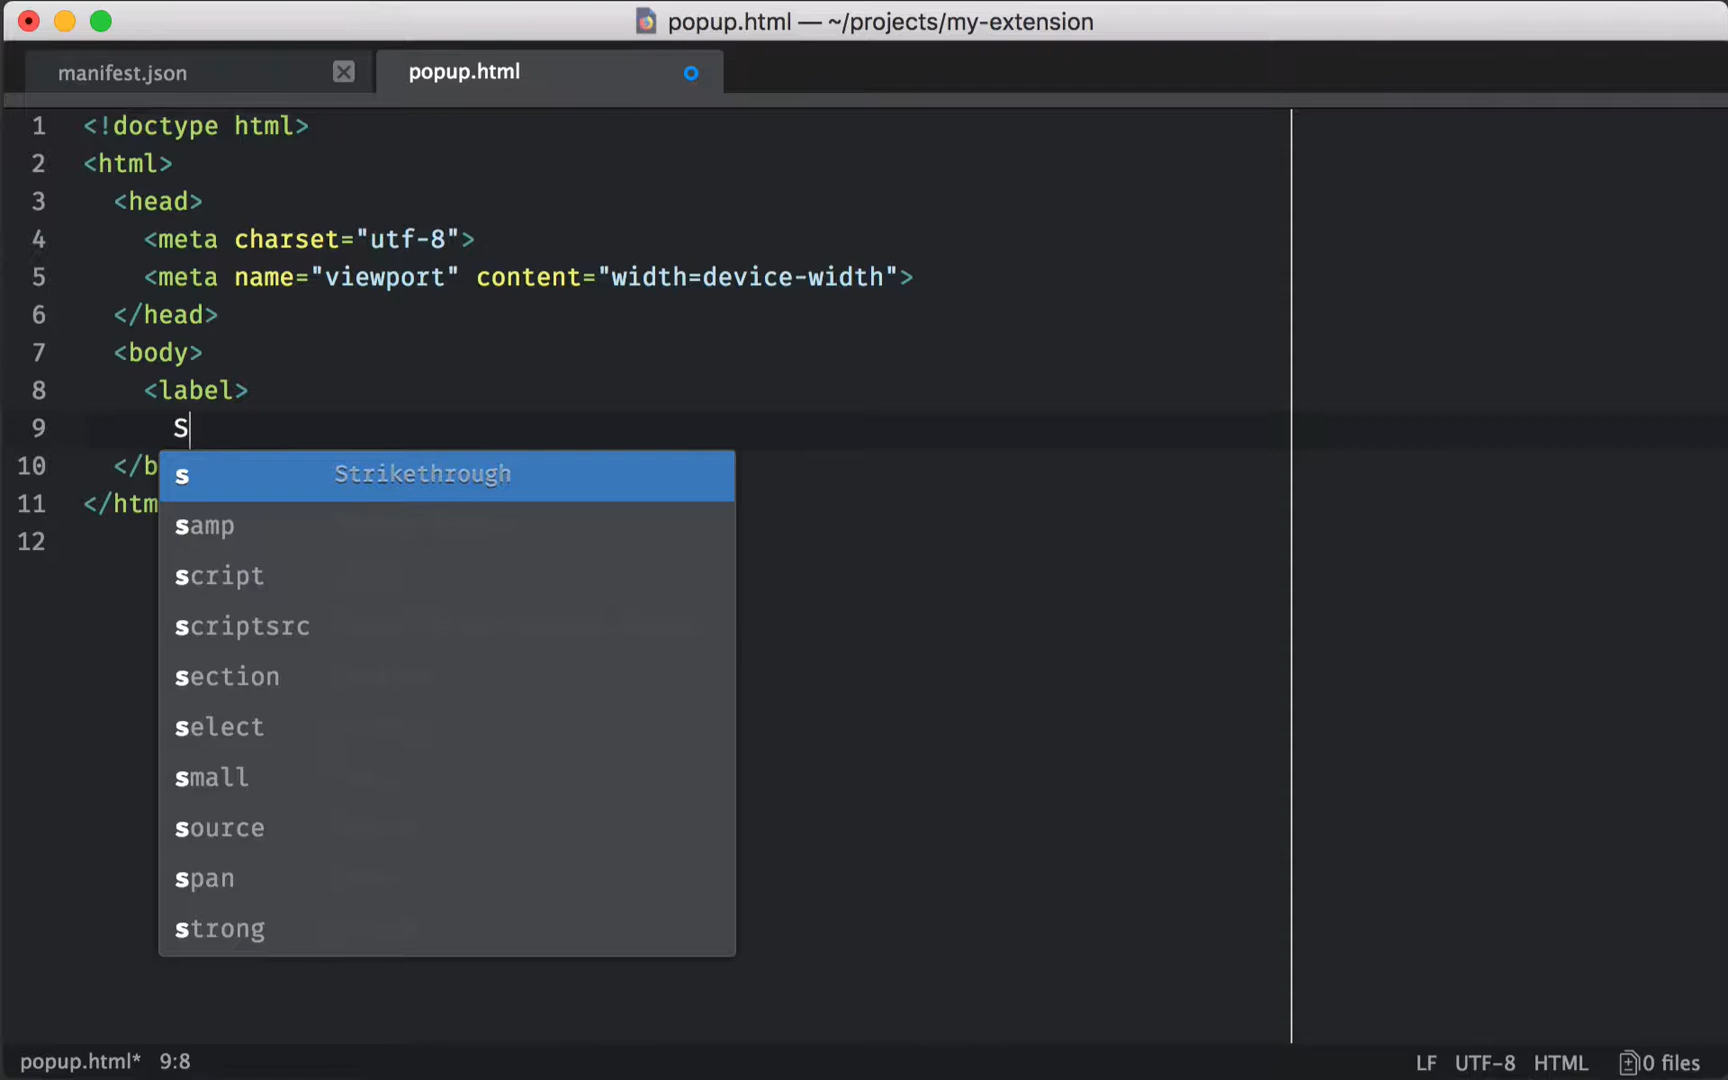 popup.html — ~/projects/my-extension
manifest.json popup.html
1 <!doctype html>
2 <html>
3 <head>
4 <meta charset="utf-8">
5 <meta name="viewport" content="width=device-width">
6 </head>
7 <body>
8 <label>
9 S
10 </b
11 </htm
12
s Strikethrough
samp
script
scriptsrc
section
select
small
source
span
strong
popup.html* 9:8 LF UTF-8 HTML 0 files